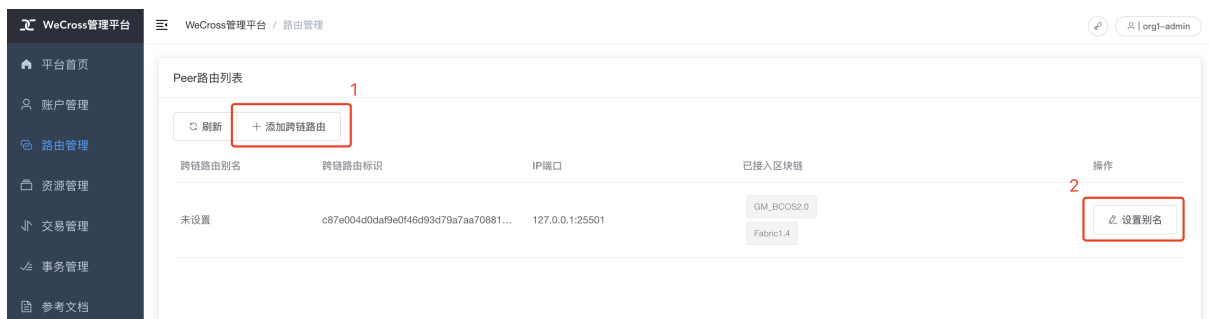 WeCross管理平台
WeCross管理平台 / 路由管理
org1-admin
平台首页
账户管理
路由管理
资源管理
交易管理
事务管理
参考文档
Peer路由列表
1
刷新
+ 添加跨链路由
跨链路由别名 跨链路由标识 IP端口 已接入区块链 操作
2
未设置 c87e004d0daf9e0f46d93d79a7aa70881... 127.0.0.1:25501 GM_BCOS2.0 设置别名
Fabric1.4